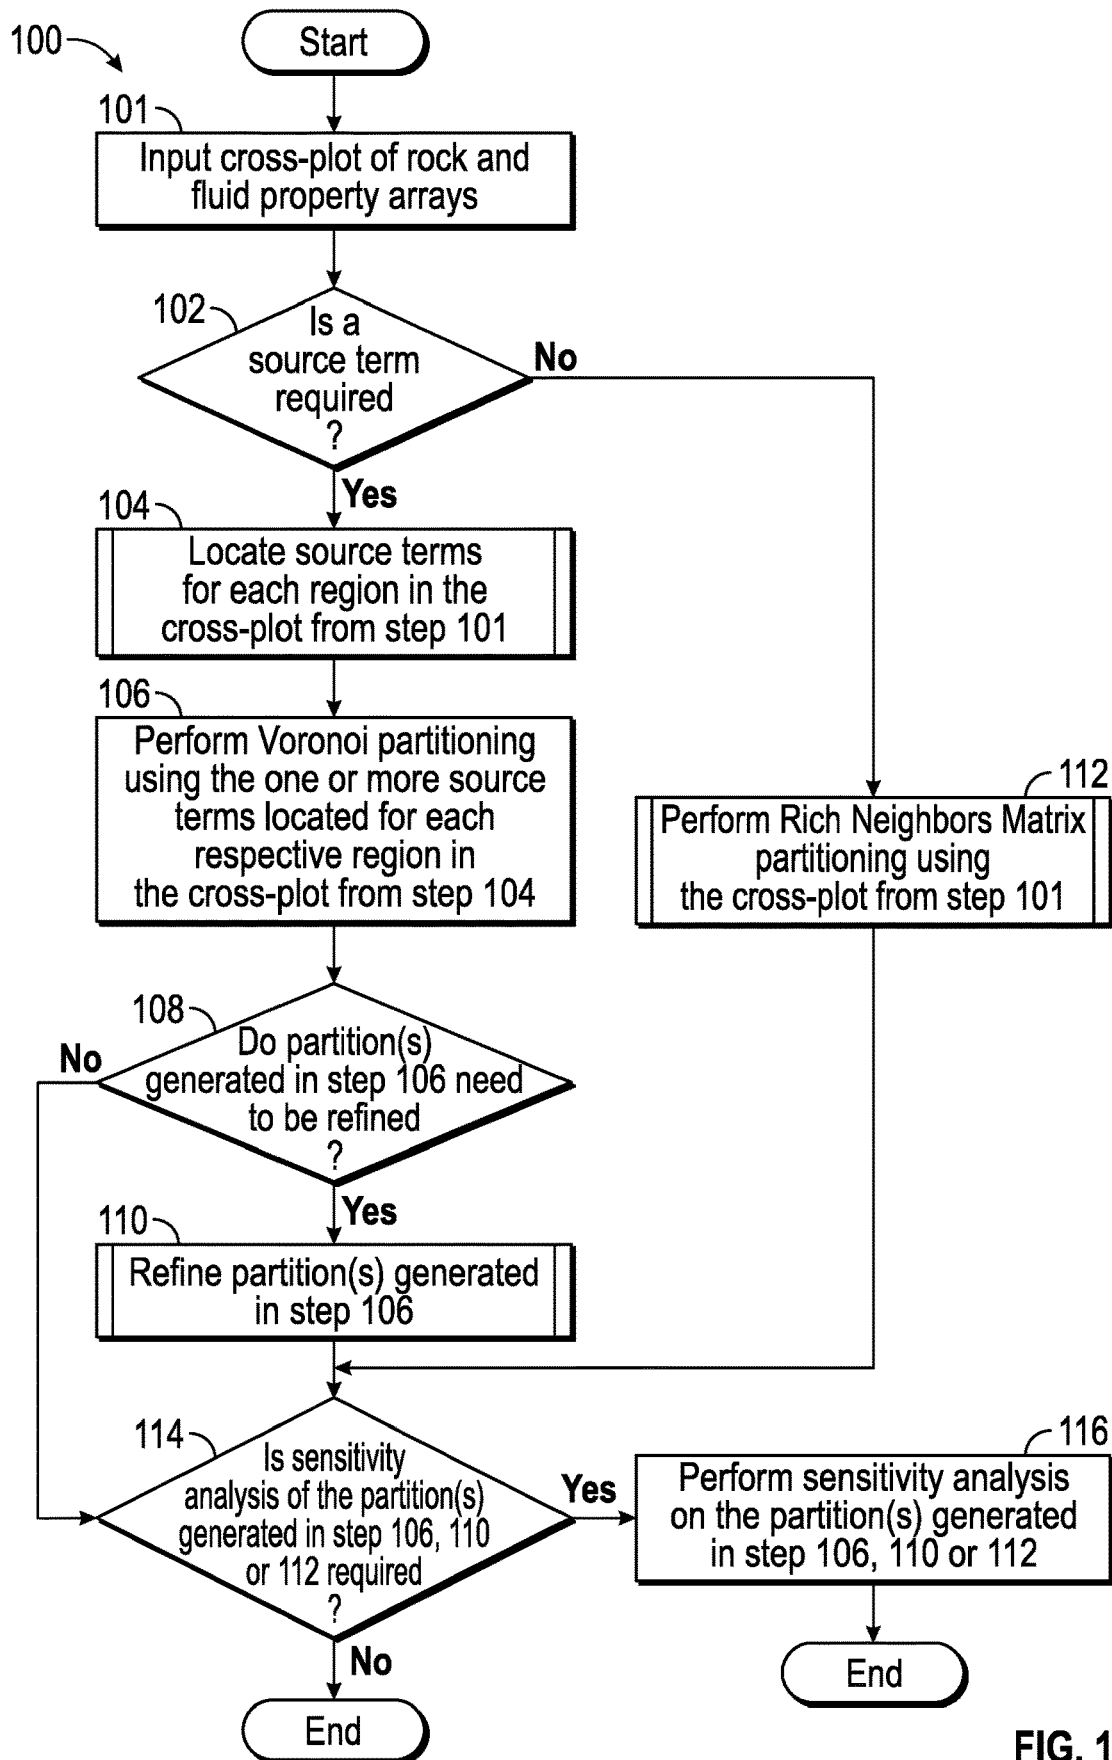 100
Start
101
Input cross-plot of rock and
fluid property arrays
102
Is a
source term
required
?
No
Yes
104
Locate source terms
for each region in the
cross-plot from step 101
106
Perform Voronoi partitioning
using the one or more source
terms located for each
respective region in
the cross-plot from step 104
112
Perform Rich Neighbors Matrix
partitioning using
the cross-plot from step 101
108
No
Do partition(s)
generated in step 106 need
to be refined
?
Yes
110
Refine partition(s) generated
in step 106
114
Is sensitivity
analysis of the partition(s)
generated in step 106, 110
or 112 required
?
Yes
116
Perform sensitivity analysis
on the partition(s) generated
in step 106, 110 or 112
No
End
End
FIG. 1